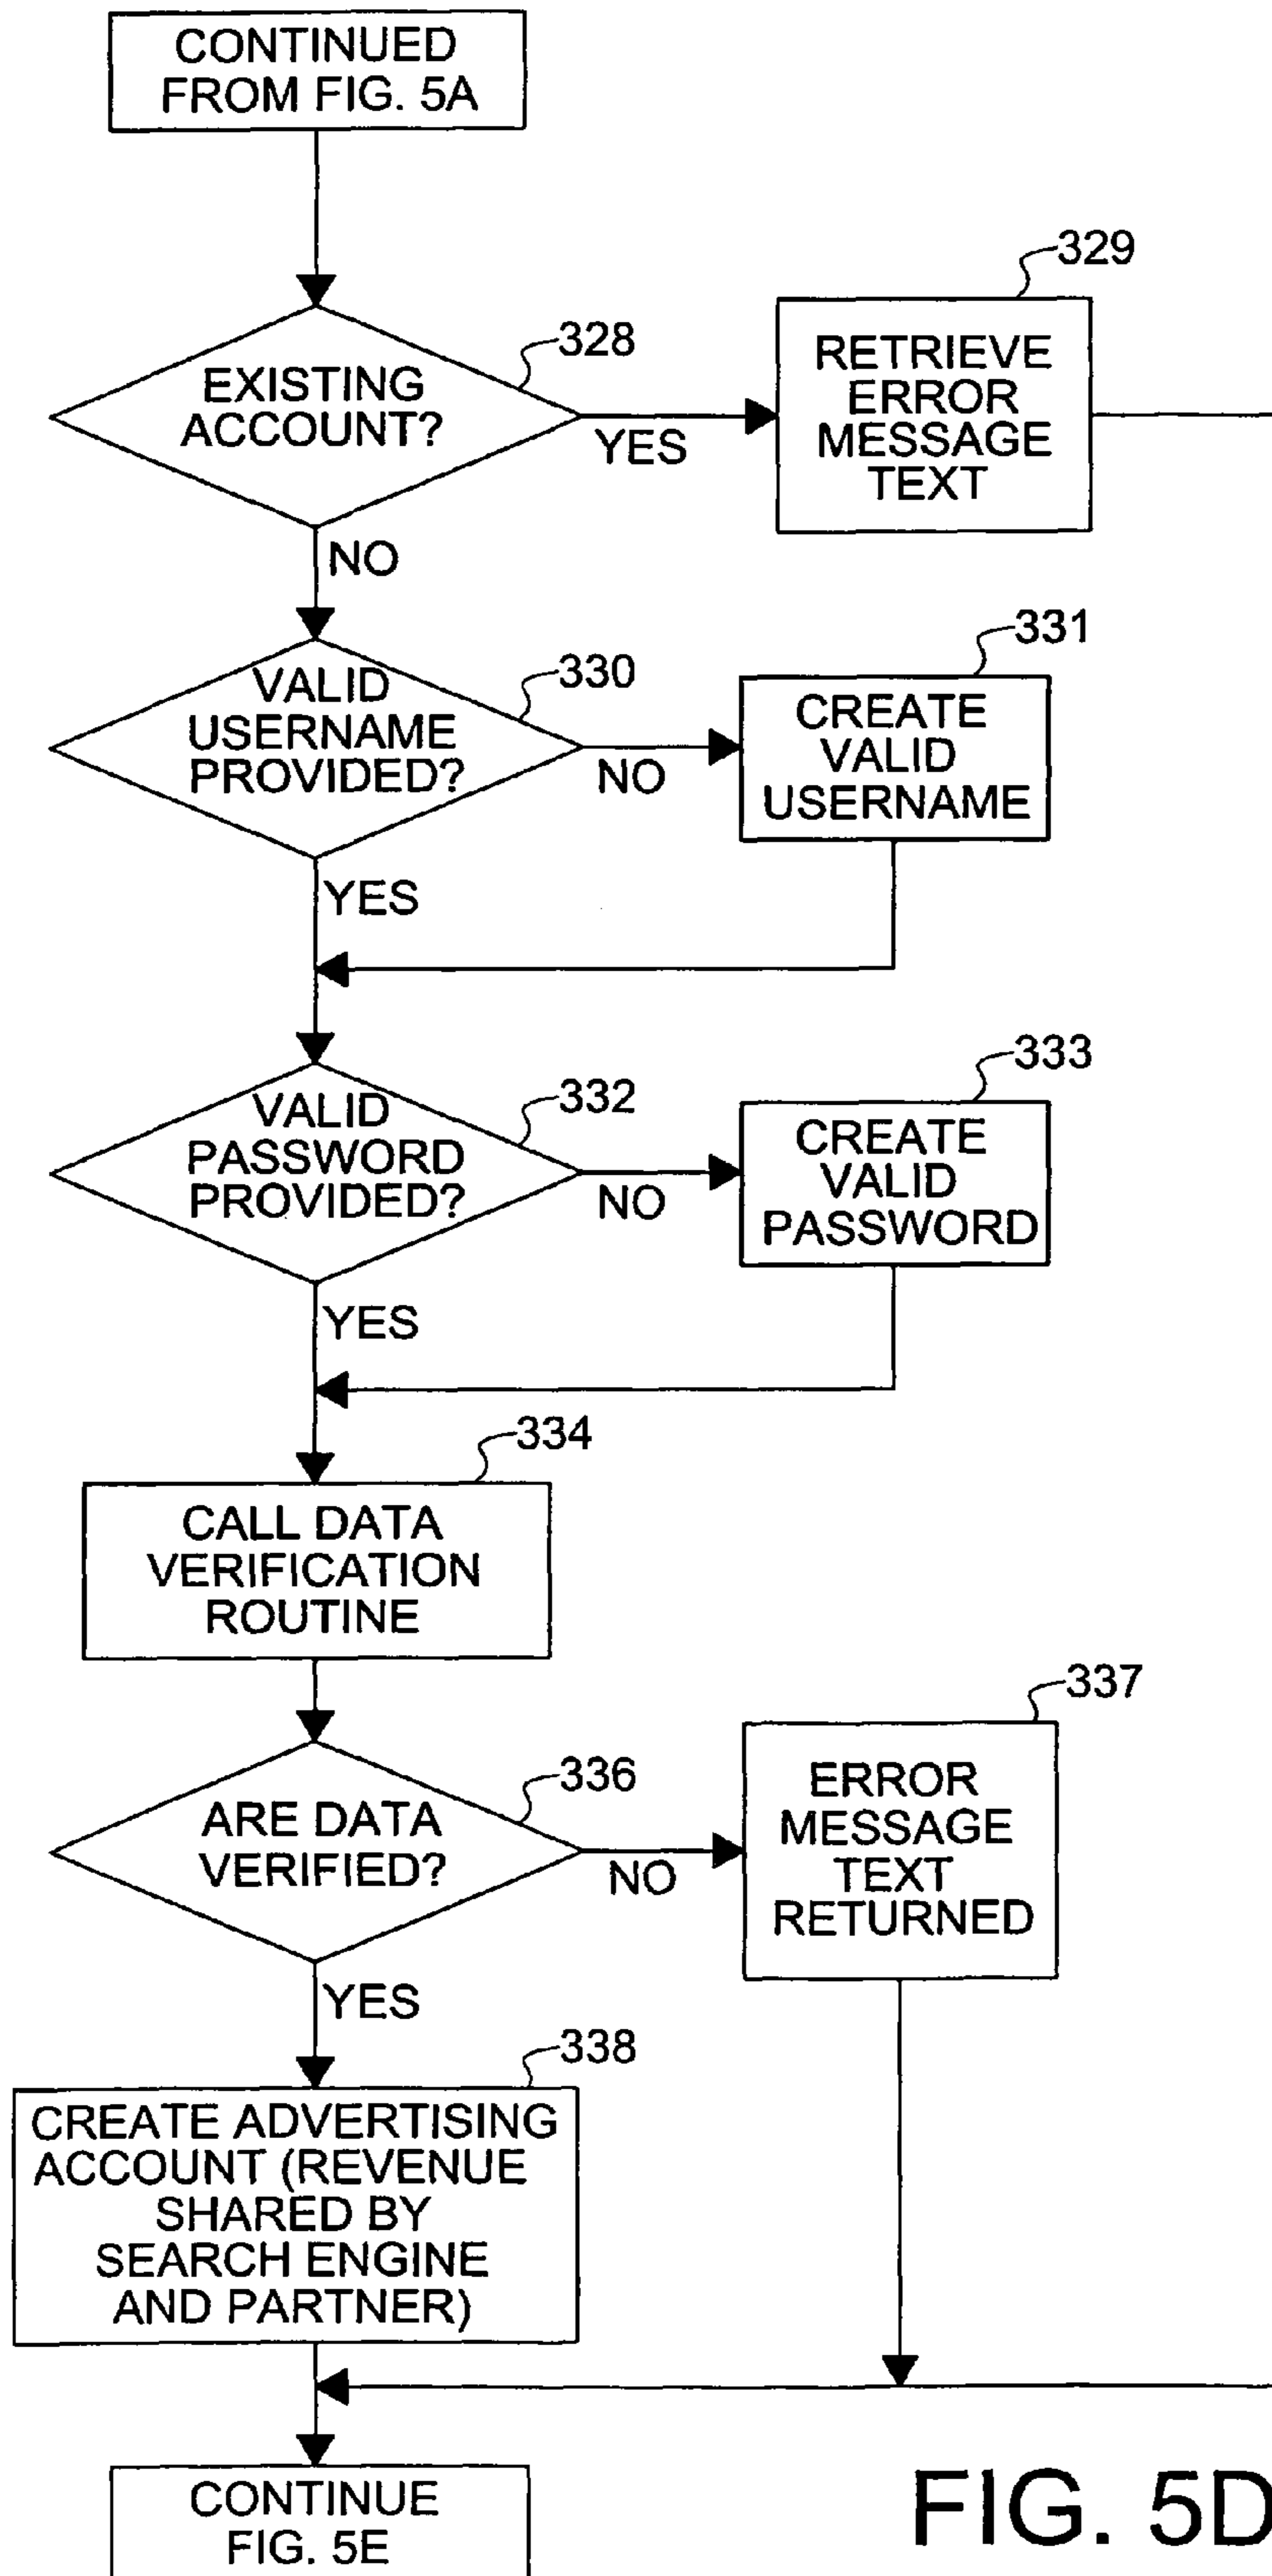 CONTINUED
FROM FIG. 5A
329
328
EXISTING
ACCOUNT?
YES
RETRIEVE
ERROR
MESSAGE
TEXT
NO
331
330
VALID
USERNAME
PROVIDED?
NO
CREATE
VALID
USERNAME
YES
333
332
VALID
PASSWORD
PROVIDED?
NO
CREATE
VALID
PASSWORD
YES
334
CALL DATA
VERIFICATION
ROUTINE
337
336
ARE DATA
VERIFIED?
NO
ERROR
MESSAGE
TEXT
RETURNED
YES
338
CREATE ADVERTISING
ACCOUNT (REVENUE
SHARED BY
SEARCH ENGINE
AND PARTNER)
CONTINUE
FIG. 5E
FIG. 5D